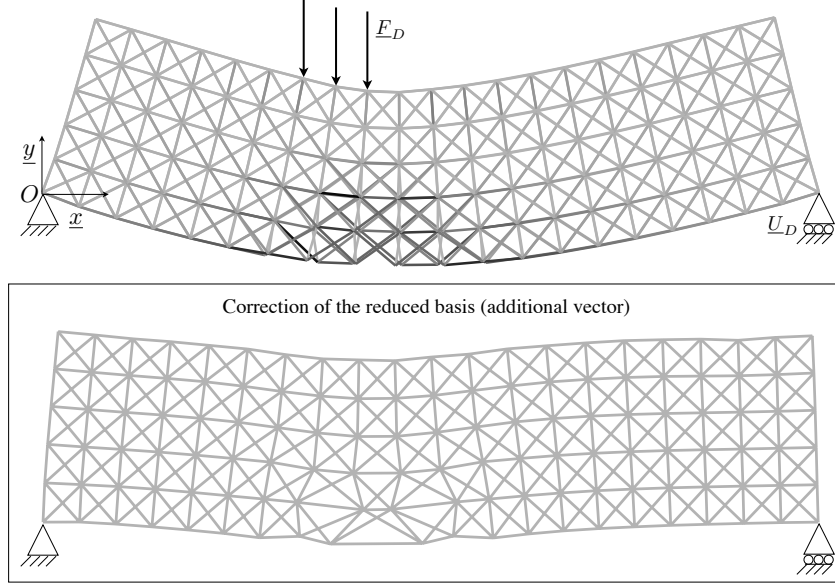 F_D
y
O
x
U_D
Correction of the reduced basis (additional vector)